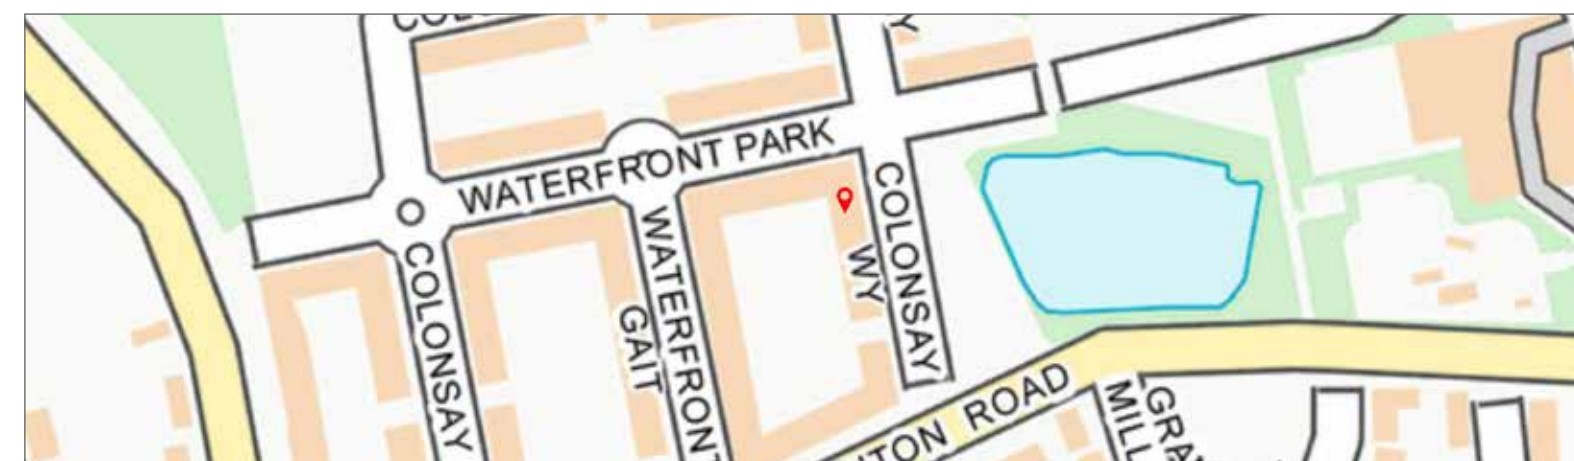 WATERFRONT PARK
COLONSAY
WY
COLONSAY
WATERFRONT
GAIT
ROAD
MILL